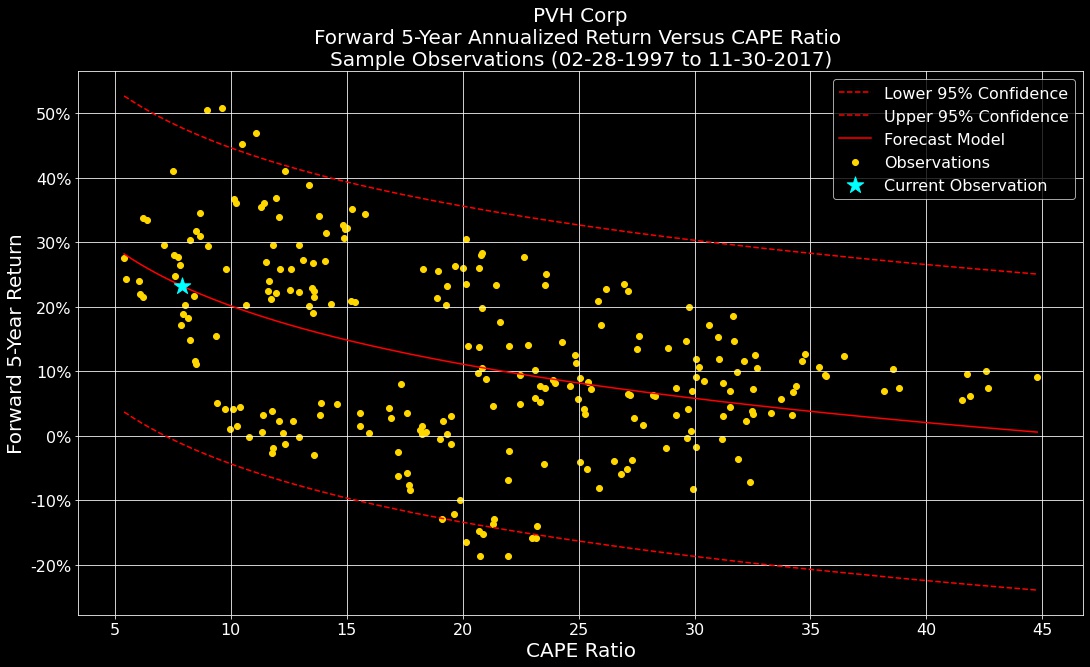 PVH Corp
Forward 5-Year Annualized Return Versus CAPE Ratio
Sample Observations (02-28-1997 to 11-30-2017)
Lower 95% Confidence
Upper 95% Confidence
Forecast Model
Observations
Current Observation
Forward 5-Year Return
50%
40%
30%
20%
10%
0%
-10%
-20%
5 10 15 20 25 30 35 40 45
CAPE Ratio